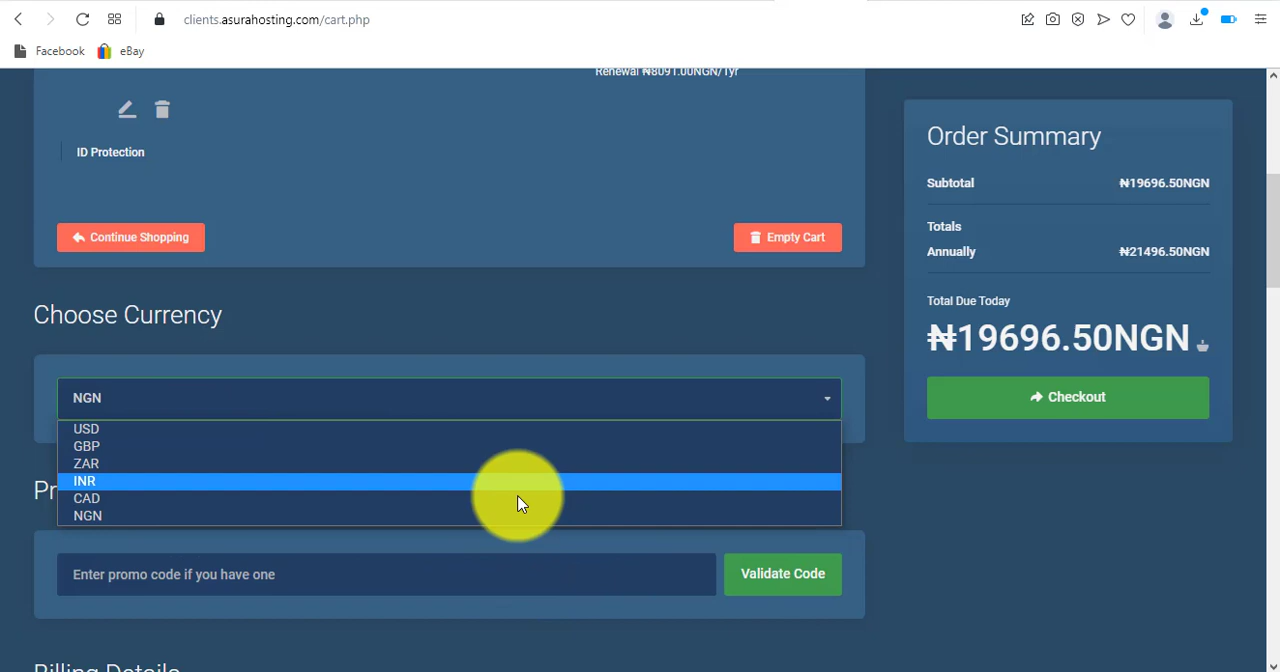 clients.asurahosting.com/cart.php
Facebook
eBay
Renewal ₦8091.00NGN/1yr
ID Protection
Continue Shopping
Empty Cart
Choose Currency
NGN
USD
GBP
ZAR
INR
CAD
NGN
Enter promo code if you have one
Validate Code
Billing Details
Order Summary
Subtotal ₦19696.50NGN
Totals
Annually ₦21496.50NGN
Total Due Today
₦19696.50NGN
Checkout